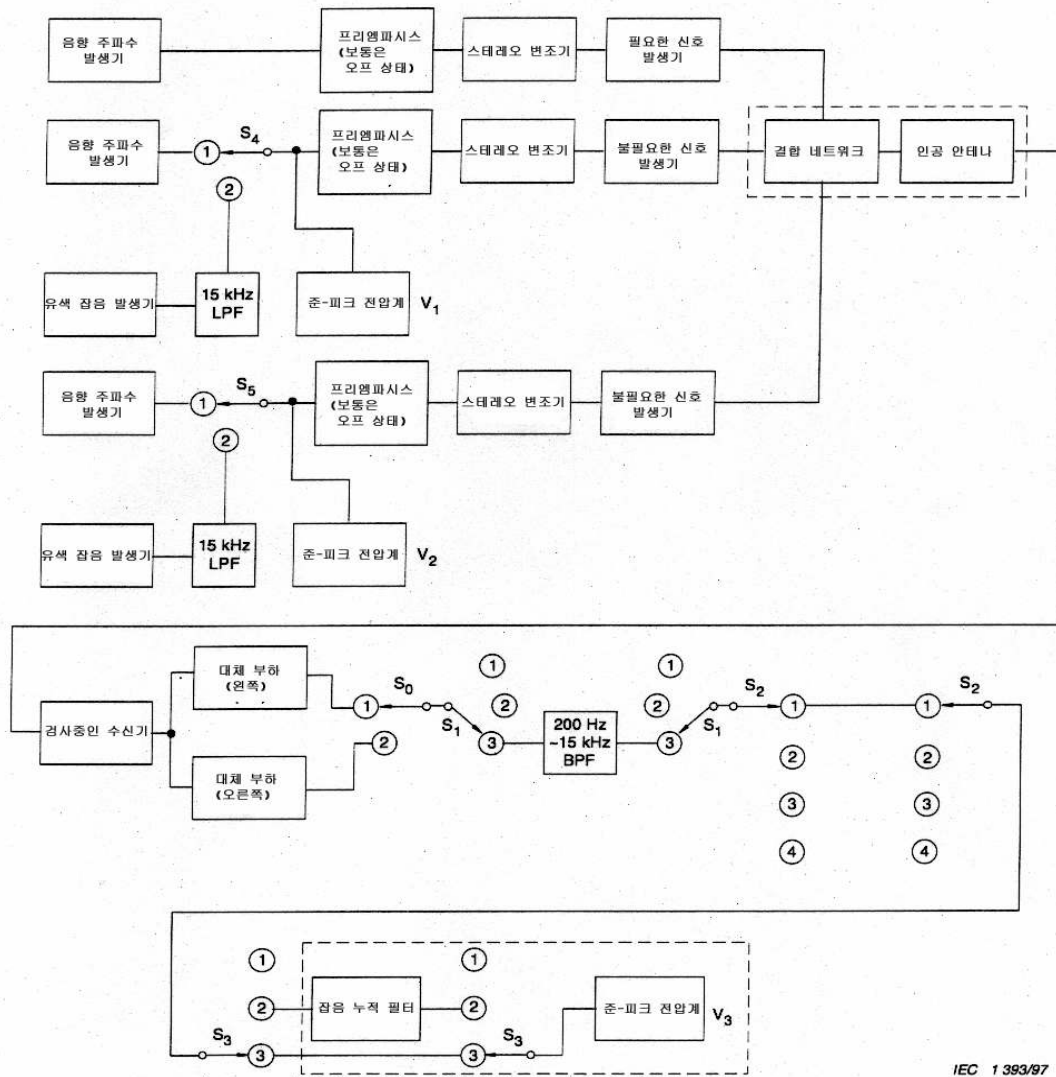 음향 주파수
발생기
프리엠파시스
(보통은
오프 상태)
스테레오 변조기
필요한 신호
발생기
음향 주파수
발생기
①
S4
②
프리엠파시스
(보통은
오프 상태)
스테레오 변조기
불필요한 신호
발생기
결합 네트워크
인공 안테나
유색 잡음 발생기
15 kHz
LPF
준-피크 전압계
V1
음향 주파수
발생기
①
S5
②
프리엠파시스
(보통은
오프 상태)
스테레오 변조기
불필요한 신호
발생기
유색 잡음 발생기
15 kHz
LPF
준-피크 전압계
V2
검사중인 수신기
대체 부하
(왼쪽)
대체 부하
(오른쪽)
①
②
S0
S1
①
②
③
200 Hz
~15 kHz
BPF
①
②
③
S1
S2
①
②
③
④
①
②
③
④
S2
S3
①
②
③
잡음 누적 필터
①
②
③
S3
준-피크 전압계
V3
IEC 1 393/97